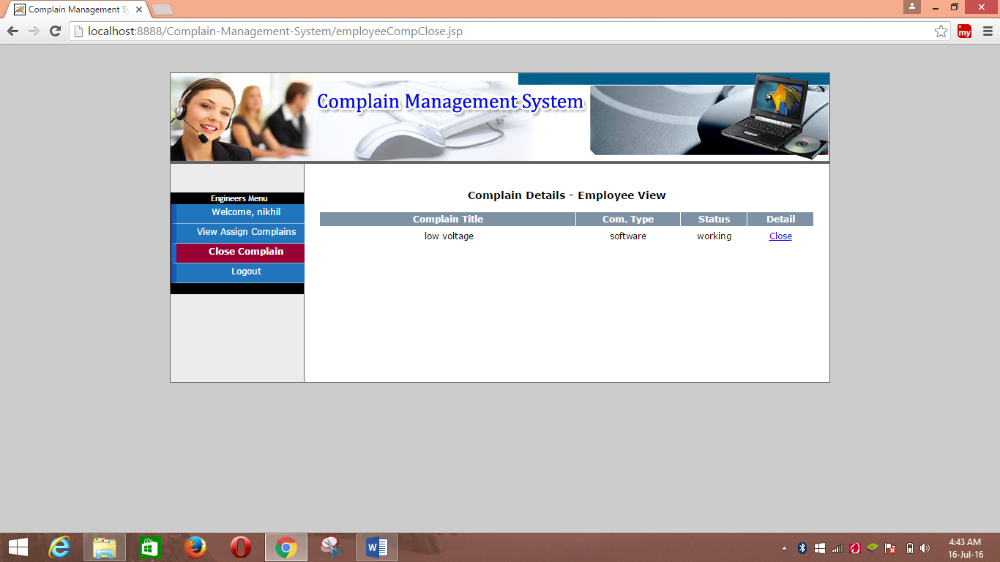 Complain Management Sy
localhost:8888/Complain-Management-System/employeeCompClose.jsp
my
Complain Management System
Engineers Menu
Welcome, nikhil
View Assign Complains
Close Complain
Logout
Complain Details - Employee View
Complain Title Com. Type Status Detail
low voltage software working Close
4:43 AM
16-Jul-16